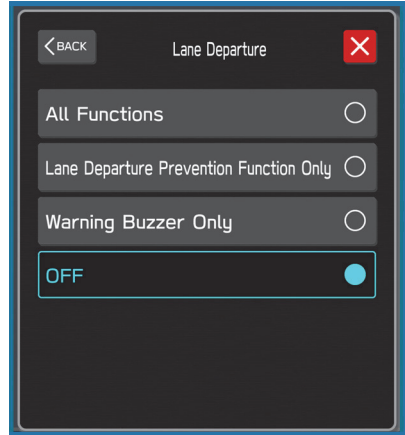 BACK
Lane Departure
All Functions
Lane Departure Prevention Function Only
Warning Buzzer Only
OFF